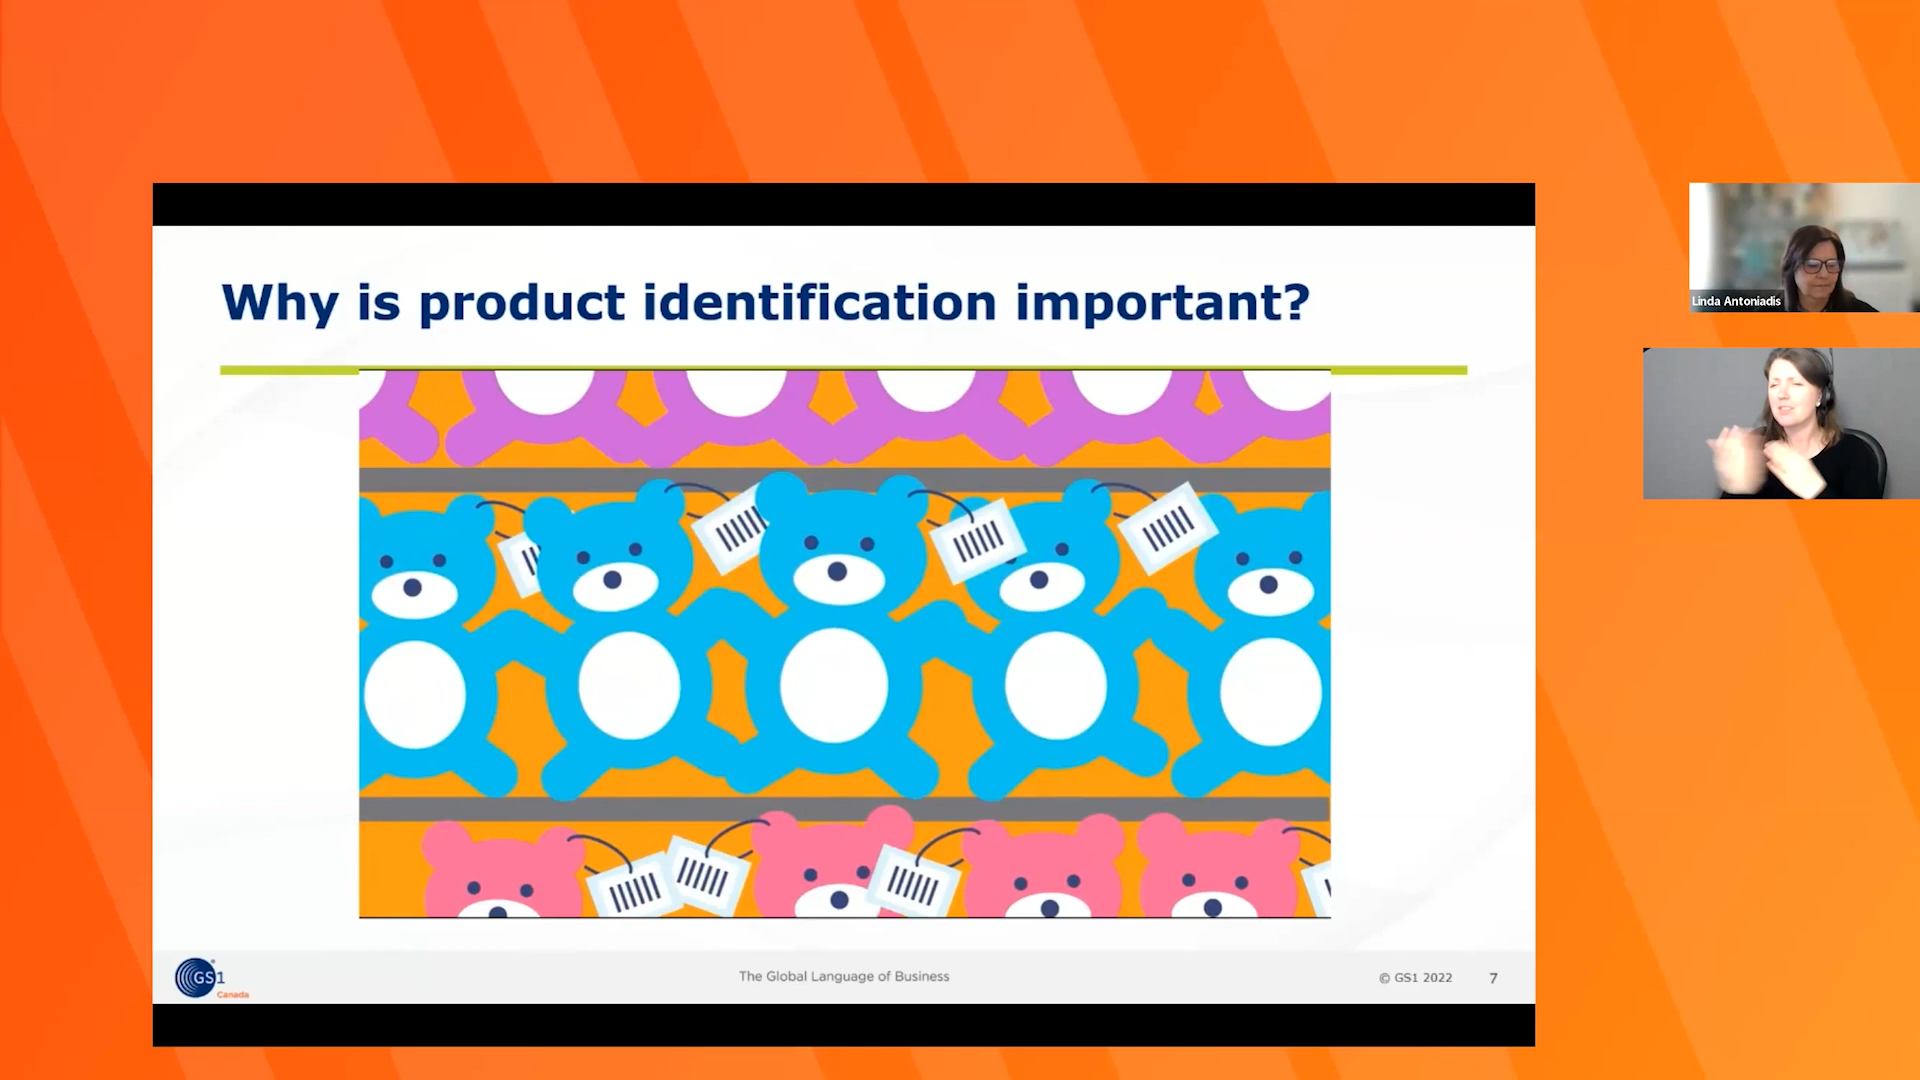 Why is product identification important?
Linda Antoniadis
GS1
Canada
The Global Language of Business
© GS1 2022
7